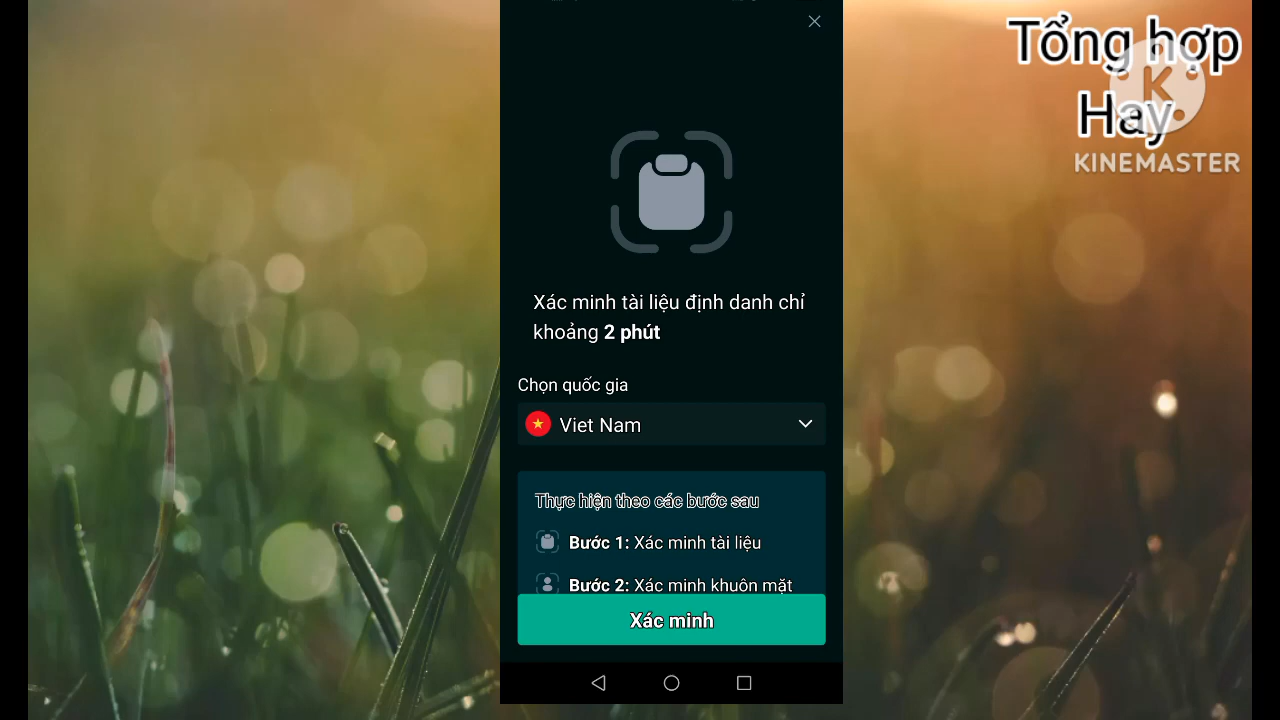 Tổng hợp
Hay
K
KINEMASTER
Xác minh tài liệu định danh chỉ
khoảng 2 phút
Chọn quốc gia
Viet Nam
Thực hiện theo các bước sau
Bước 1: Xác minh tài liệu
Bước 2: Xác minh khuôn mặt
Xác minh